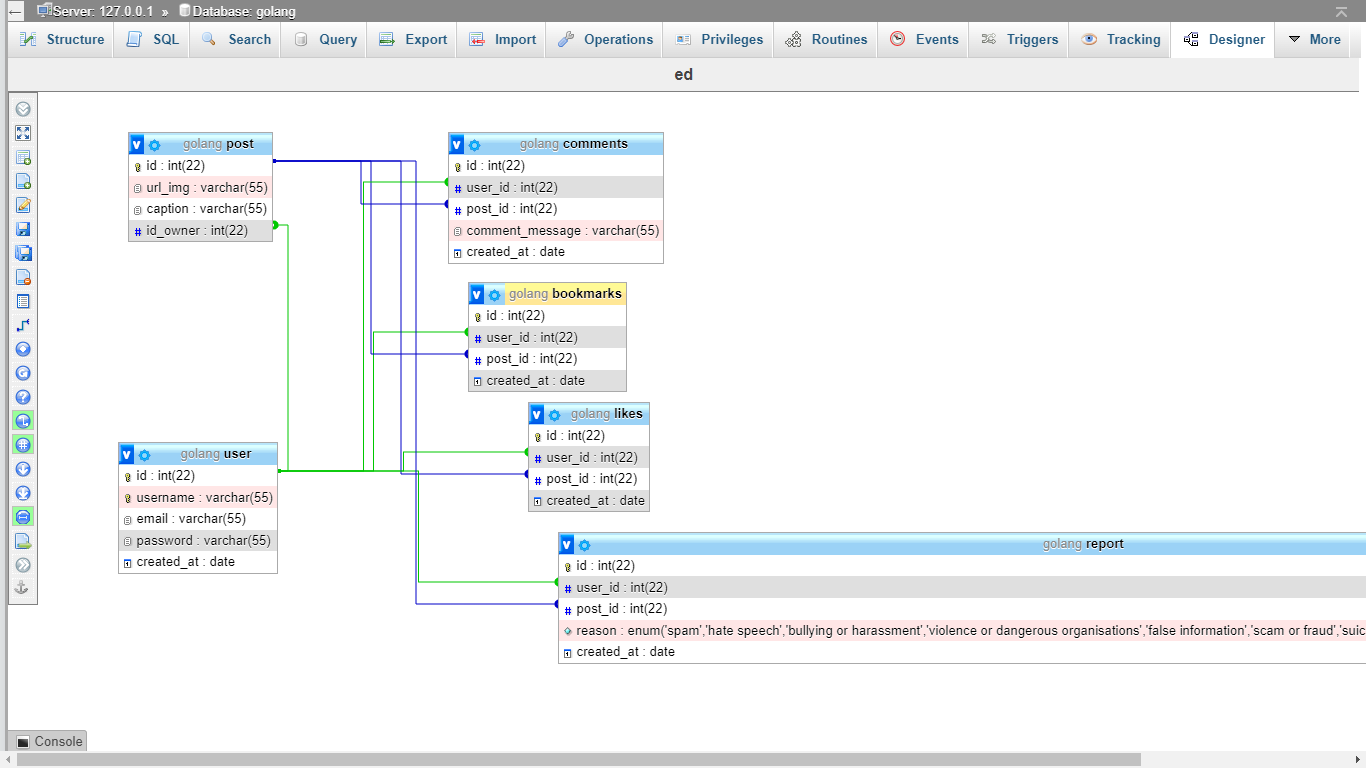 Server: 127.0.0.1 » Database: golang
Structure SQL Search Query Export Import Operations Privileges Routines Events Triggers Tracking Designer More
ed
golang post
id : int(22)
url_img : varchar(55)
caption : varchar(55)
id_owner : int(22)
golang comments
id : int(22)
user_id : int(22)
post_id : int(22)
comment_message : varchar(55)
created_at : date
golang bookmarks
id : int(22)
user_id : int(22)
post_id : int(22)
created_at : date
golang likes
id : int(22)
user_id : int(22)
post_id : int(22)
created_at : date
golang user
id : int(22)
username : varchar(55)
email : varchar(55)
password : varchar(55)
created_at : date
golang report
id : int(22)
user_id : int(22)
post_id : int(22)
reason : enum('spam','hate speech','bullying or harassment','violence or dangerous organisations','false information','scam or fraud','suic
created_at : date
Console